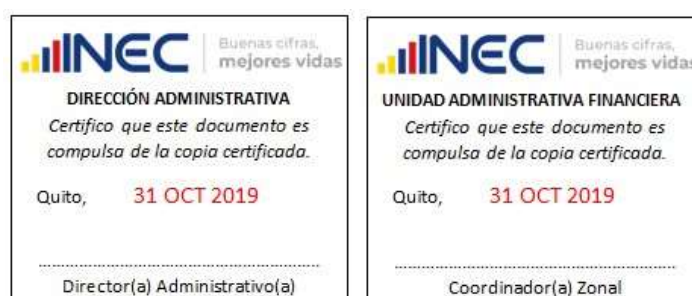 INEC
Buenas cifras,
mejores vidas
DIRECCIÓN ADMINISTRATIVA
Certifico que este documento es
compulsa de la copia certificada.
Quito, 31 OCT 2019
Director(a) Administrativo(a)
INEC
Buenas cifras,
mejores vidas
UNIDAD ADMINISTRATIVA FINANCIERA
Certifico que este documento es
compulsa de la copia certificada.
Quito, 31 OCT 2019
Coordinador(a) Zonal